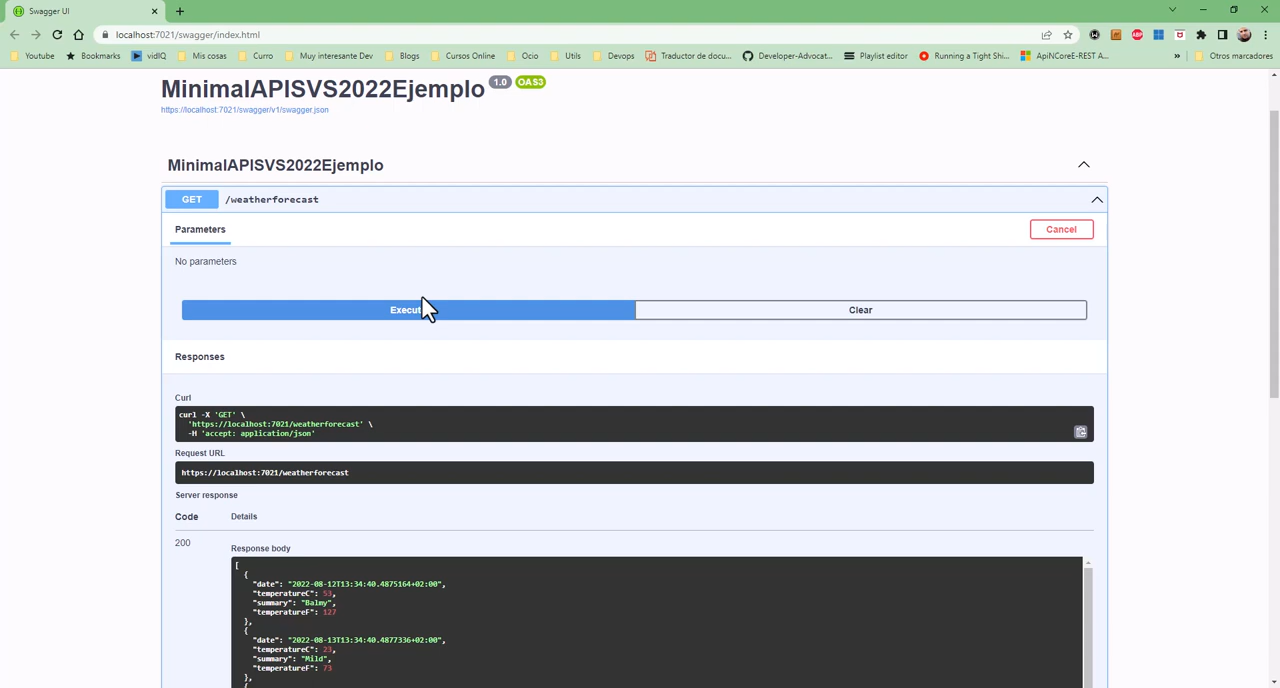 Swagger UI
localhost:7021/swagger/index.html
Youtube
Bookmarks
vidIQ
Mis cosas
Curro
Muy interesante Dev
Blogs
Cursos Online
Ocio
Utils
Devops
Traductor de docu...
Developer-Advocat...
Playlist editor
Running a Tight Shi...
ApiNCoreE-REST A...
»
Otros marcadores
MinimalAPISVS2022Ejemplo 1.0 OAS3
https://localhost:7021/swagger/v1/swagger.json
MinimalAPISVS2022Ejemplo
GET /weatherforecast
Parameters
Cancel
No parameters
Execut
Clear
Responses
Curl
curl -X 'GET' \
'https://localhost:7021/weatherforecast' \
-H 'accept: application/json'
Request URL
https://localhost:7021/weatherforecast
Server response
Code Details
200
Response body
[
{
"date": "2022-08-12T13:34:40.4875164+02:00",
"temperatureC": 53,
"summary": "Balmy",
"temperatureF": 127
},
{
"date": "2022-08-13T13:34:40.4877336+02:00",
"temperatureC": 23,
"summary": "Mild",
"temperatureF": 73
},
{